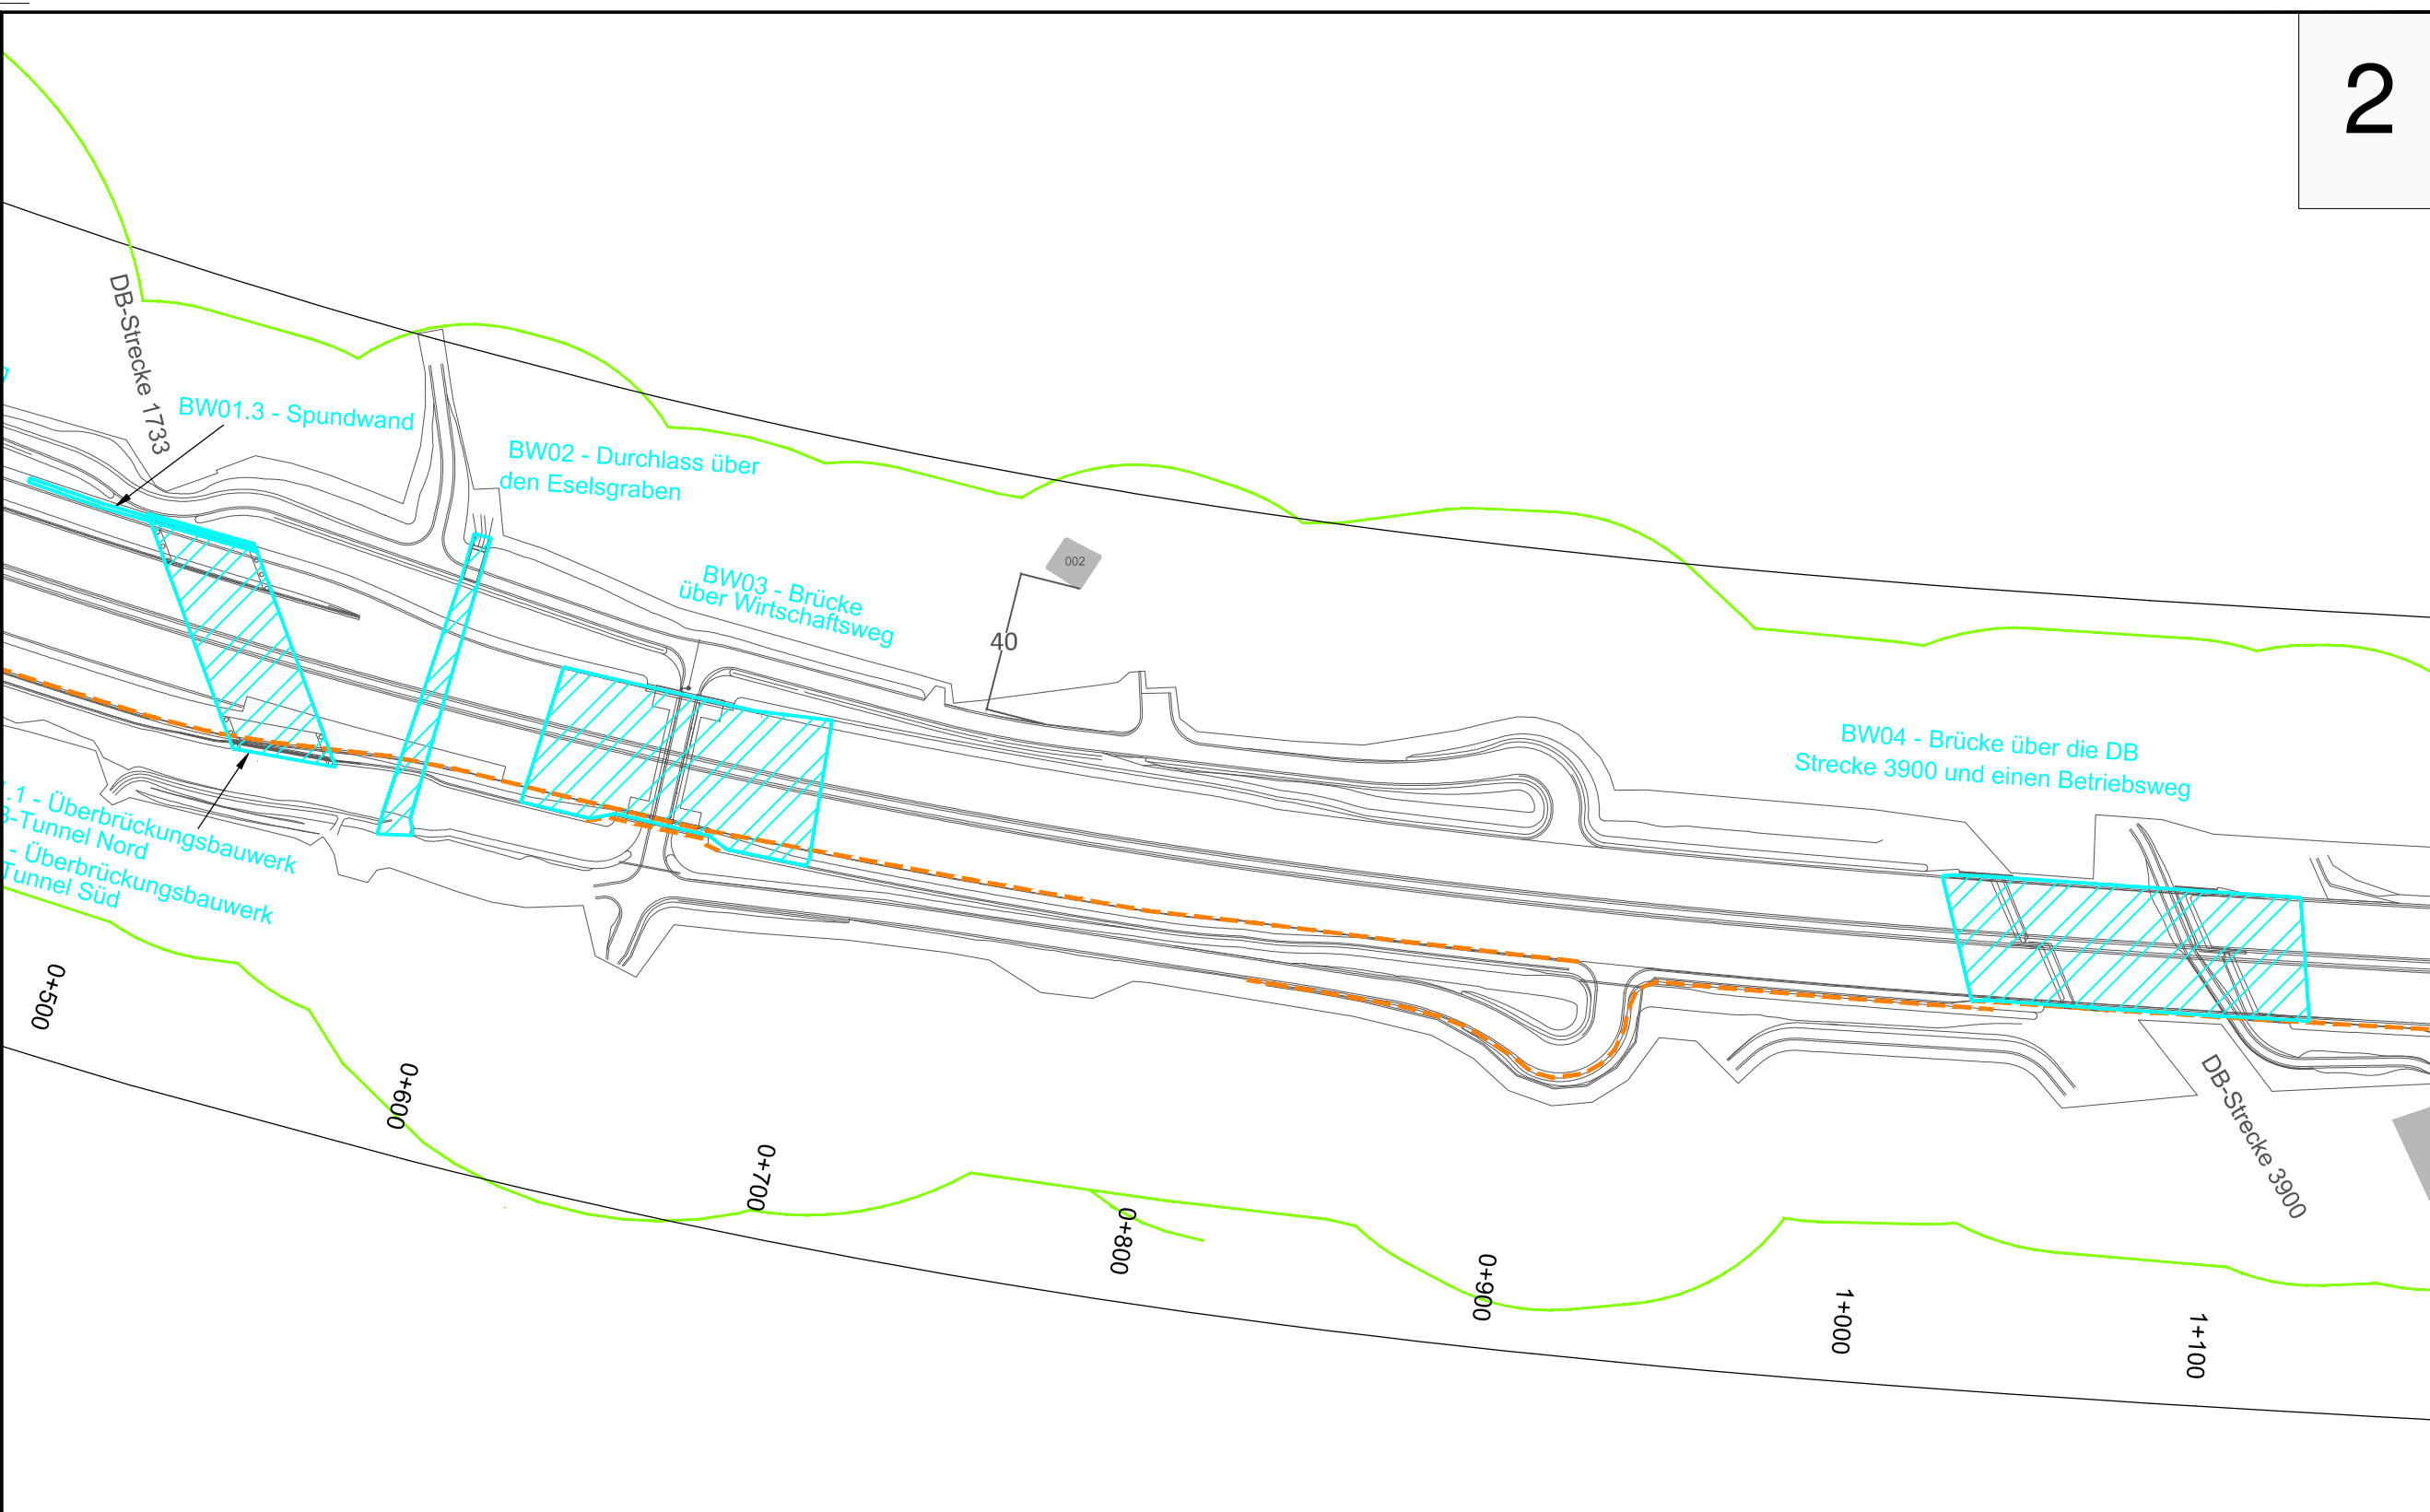 2
DB-Strecke 1733
BW01.3 - Spundwand
BW02 - Durchlass über
den Eselsgraben
BW03 - Brücke
über Wirtschaftsweg
002
40
BW04 - Brücke über die DB
Strecke 3900 und einen Betriebsweg
.1 - Überbrückungsbauwerk
-Tunnel Nord
- Überbrückungsbauwerk
Tunnel Süd
DB-Strecke 3900
0+500
0+600
0+700
0+800
0+900
1+000
1+100